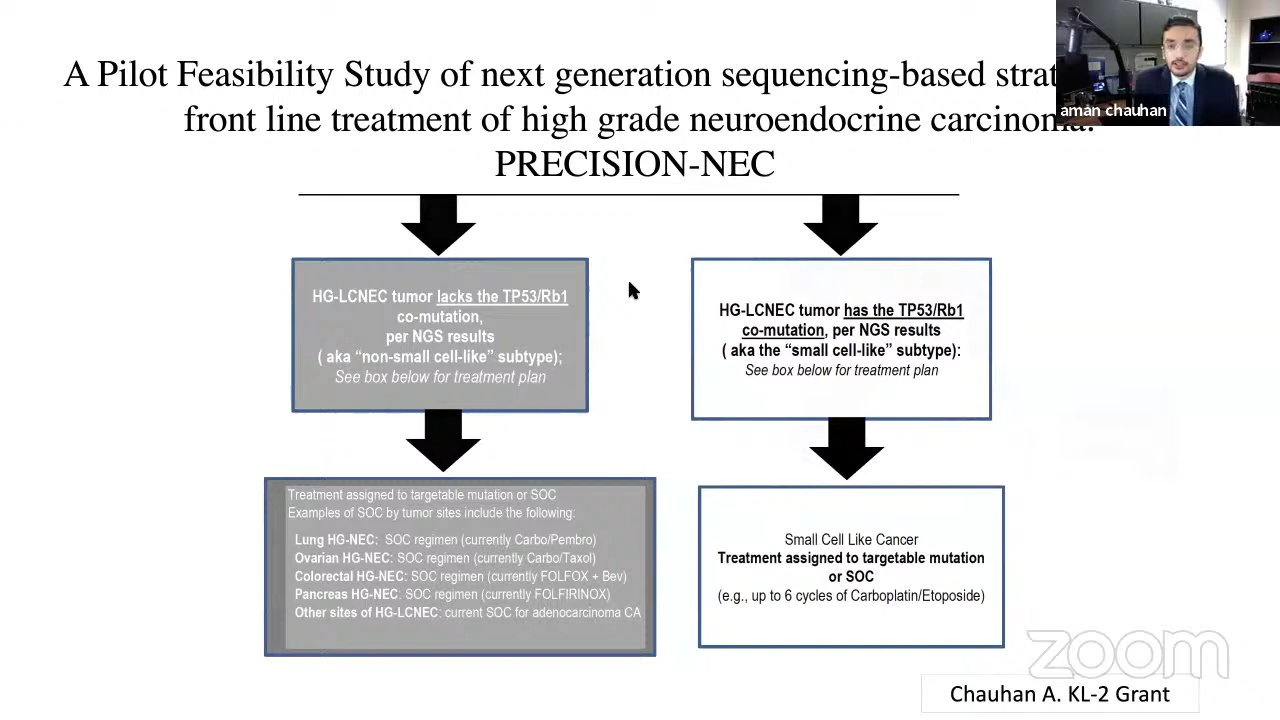 A Pilot Feasibility Study of next generation sequencing-based strat
front line treatment of high grade neuroendocrine carcinoma.
PRECISION-NEC
aman chauhan
HG-LCNEC tumor lacks the TP53/Rb1
co-mutation,
per NGS results
( aka “non-small cell-like” subtype);
See box below for treatment plan
HG-LCNEC tumor has the TP53/Rb1
co-mutation, per NGS results
( aka the “small cell-like” subtype):
See box below for treatment plan
Treatment assigned to targetable mutation or SOC
Examples of SOC by tumor sites include the following:
Lung HG-NEC: SOC regimen (currently Carbo/Pembro)
Ovarian HG-NEC: SOC regimen (currently Carbo/Taxol)
Colorectal HG-NEC: SOC regimen (currently FOLFOX + Bev)
Pancreas HG-NEC: SOC regimen (currently FOLFIRINOX)
Other sites of HG-LCNEC: current SOC for adenocarcinoma CA
Small Cell Like Cancer
Treatment assigned to targetable mutation
or SOC
(e.g., up to 6 cycles of Carboplatin/Etoposide)
zoom
Chauhan A. KL-2 Grant